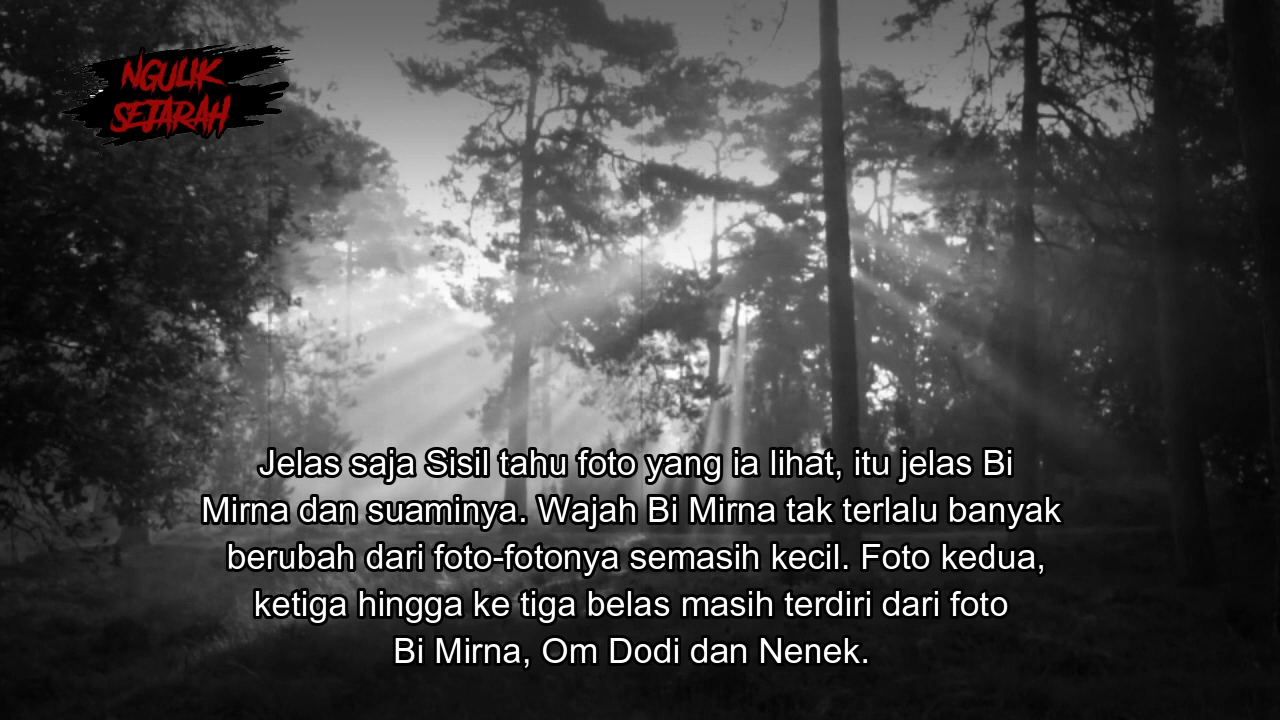 NGULIK
SEJARAH
Jelas saja Sisil tahu foto yang ia lihat, itu jelas Bi
Mirna dan suaminya. Wajah Bi Mirna tak terlalu banyak
berubah dari foto-fotonya semasih kecil. Foto kedua,
ketiga hingga ke tiga belas masih terdiri dari foto
Bi Mirna, Om Dodi dan Nenek.